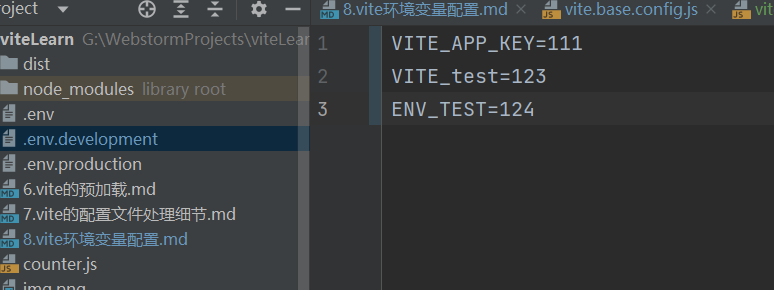 roject
8.vite环境变量配置.md
vite.base.config.js
vit
viteLearn G:\WebstormProjects\viteLear
dist
node_modules library root
.env
.env.development
.env.production
6.vite的预加载.md
7.vite的配置文件处理细节.md
8.vite环境变量配置.md
counter.js
img.png
1 VITE_APP_KEY=111
2 VITE_test=123
3 ENV_TEST=124